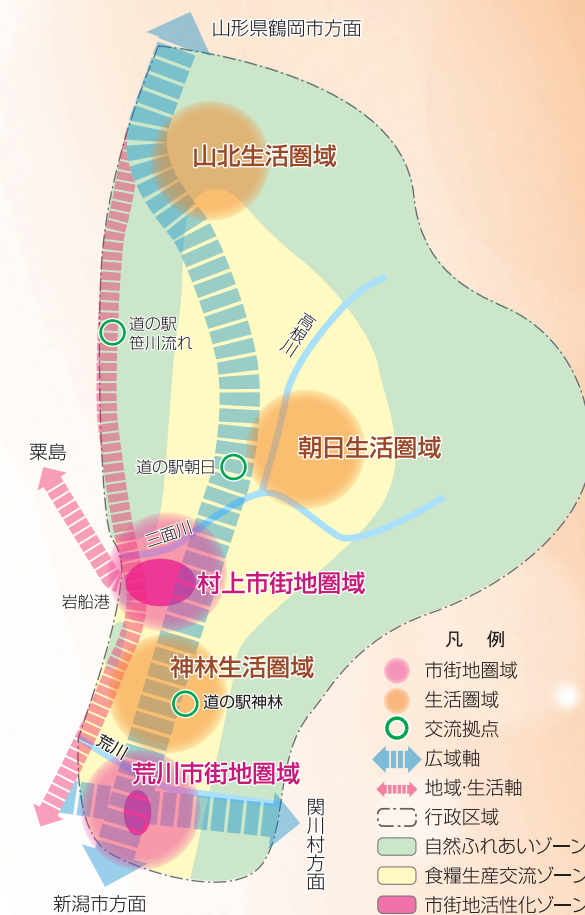 山形県鶴岡市方面
山北生活圏域
道の駅
笹川流れ
高根川
粟島
朝日生活圏域
道の駅朝日
三面川
村上市街地圏域
岩船港
神林生活圏域
道の駅神林
荒川
荒川市街地圏域
関川村方面
新潟市方面
凡 例
市街地圏域
生活圏域
交流拠点
広域軸
地域・生活軸
行政区域
自然ふれあいゾーン
食糧生産交流ゾーン
市街地活性化ゾーン